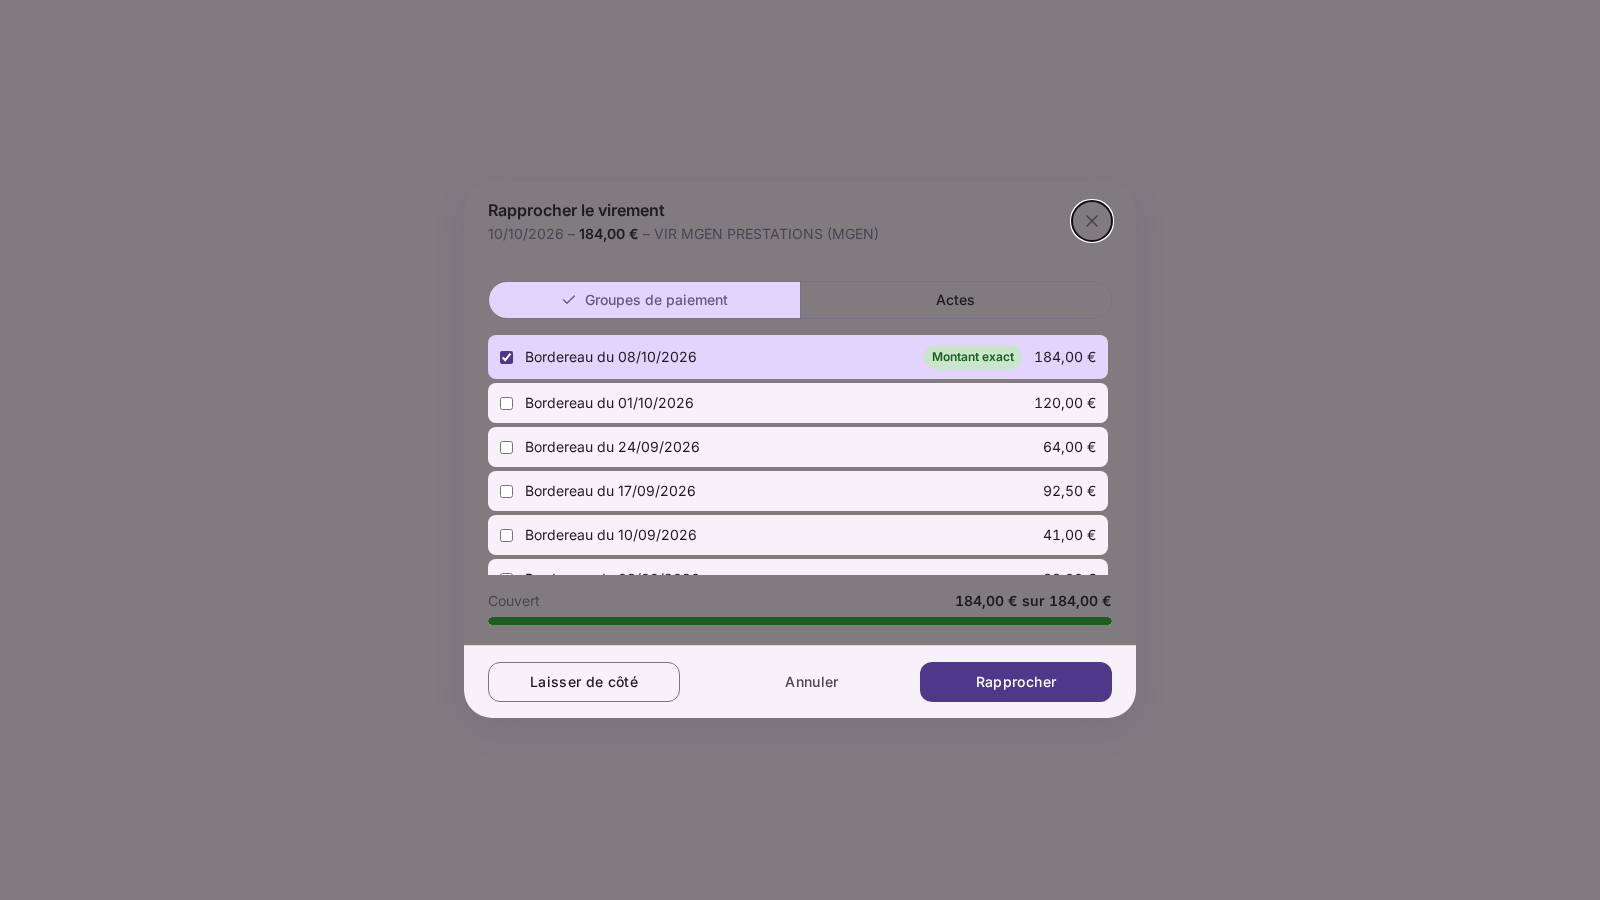 Rapprocher le virement
10/10/2026 – 184,00 € – VIR MGEN PRESTATIONS (MGEN)
Groupes de paiement
Actes
Bordereau du 08/10/2026 Montant exact 184,00 €
Bordereau du 01/10/2026 120,00 €
Bordereau du 24/09/2026 64,00 €
Bordereau du 17/09/2026 92,50 €
Bordereau du 10/09/2026 41,00 €
Couvert 184,00 € sur 184,00 €
Laisser de côté
Annuler
Rapprocher